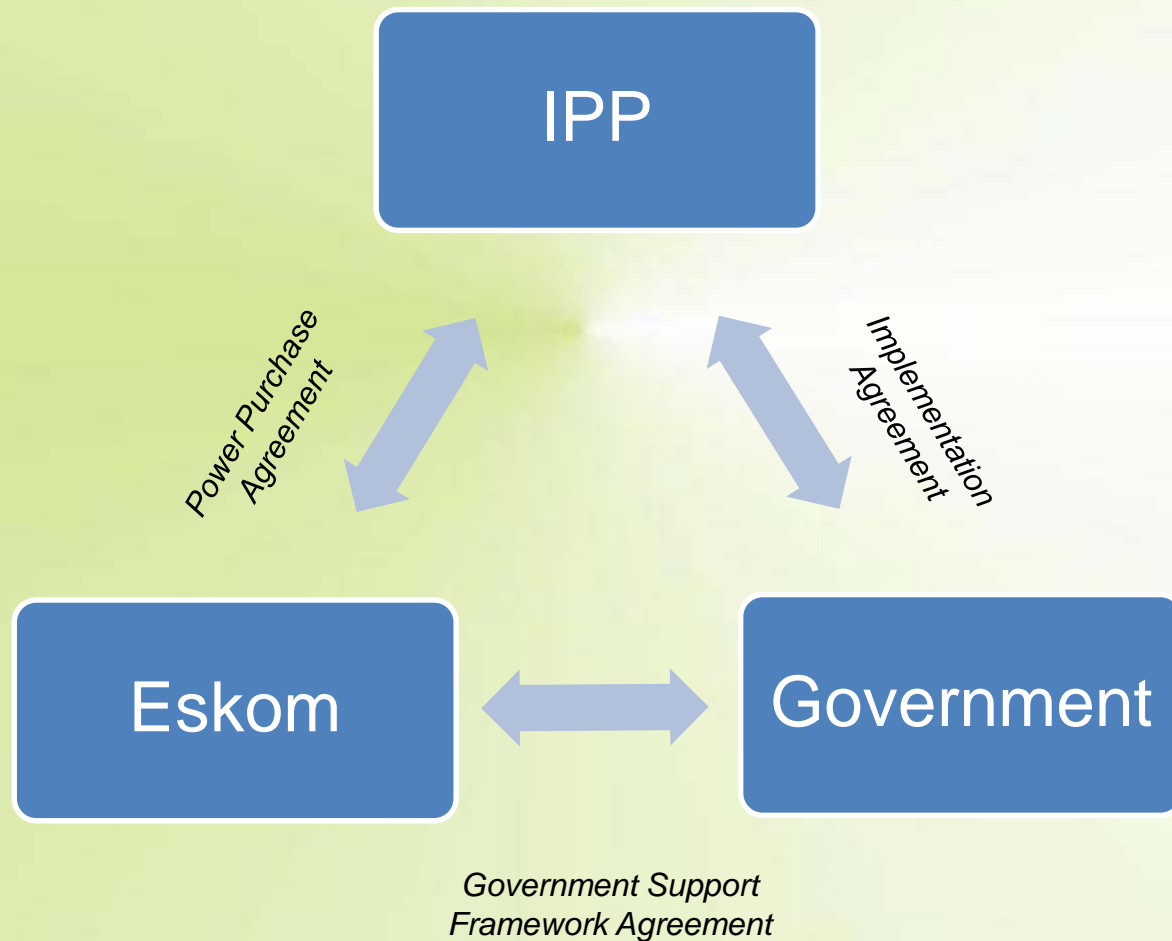 IPP
Power Purchase
Agreement
Implementation
Agreement
Eskom
Government
Government Support
Framework Agreement